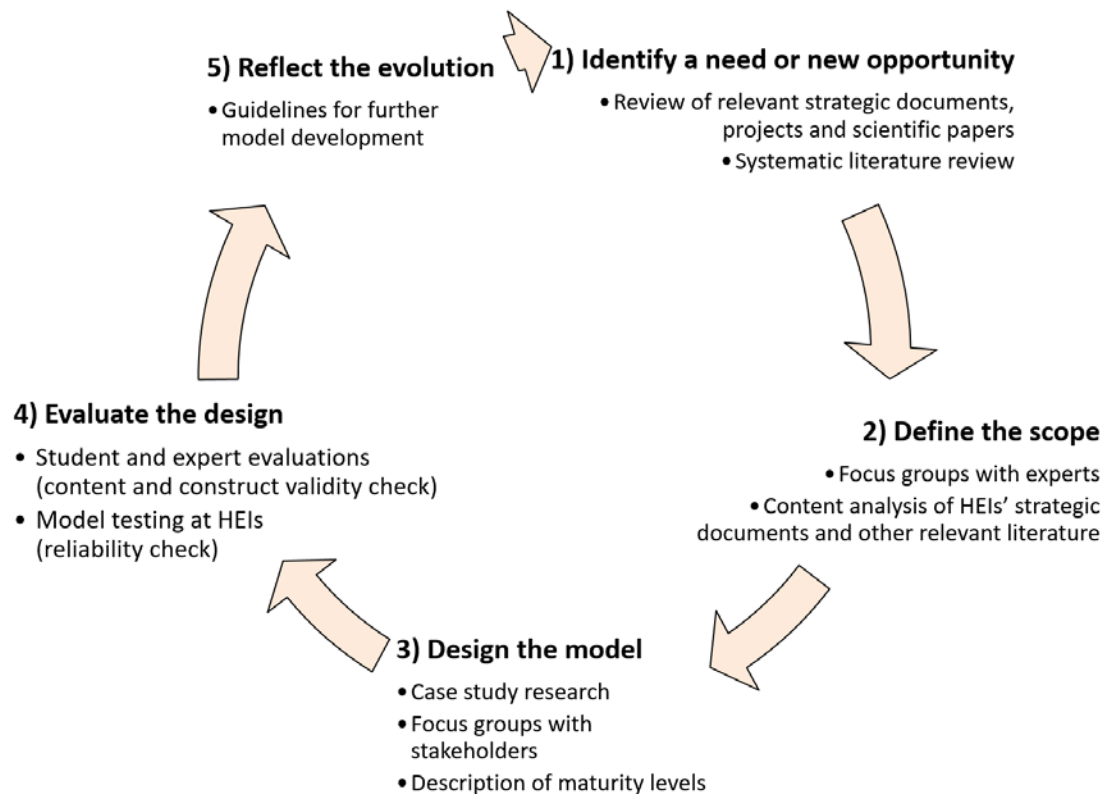 1) Identify a need or new opportunity
• Review of relevant strategic documents,
projects and scientific papers
• Systematic literature review
2) Define the scope
• Focus groups with experts
• Content analysis of HEIs’ strategic
documents and other relevant literature
3) Design the model
• Case study research
• Focus groups with
stakeholders
• Description of maturity levels
4) Evaluate the design
• Student and expert evaluations
(content and construct validity check)
• Model testing at HEIs
(reliability check)
5) Reflect the evolution
• Guidelines for further
model development